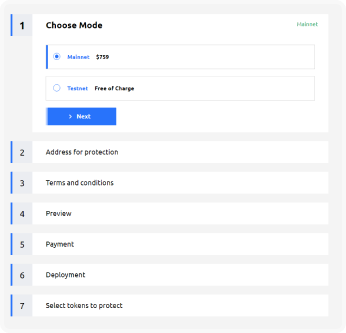 1 Choose Mode Mainnet
Mainnet $759
Testnet Free of Charge
> Next
2 Address for protection
3 Terms and conditions
4 Preview
5 Payment
6 Deployment
7 Select tokens to protect